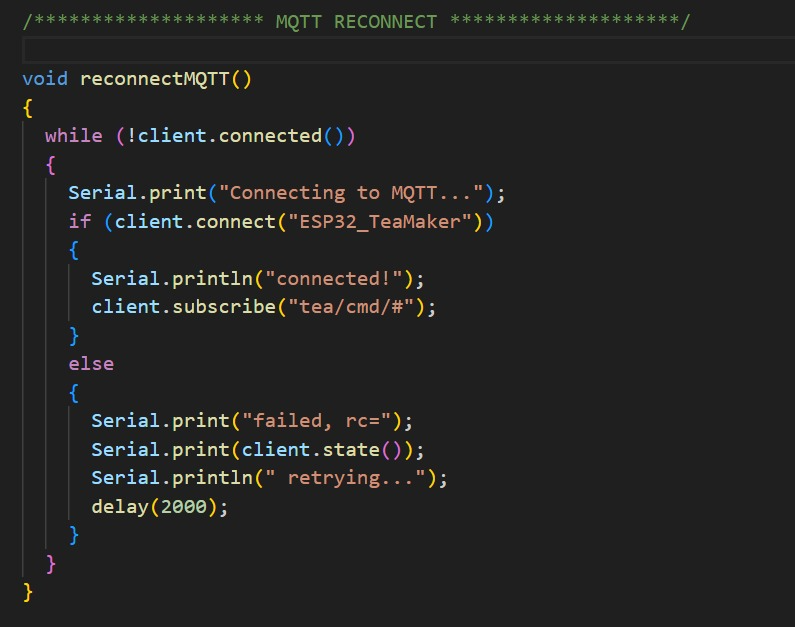 /******************** MQTT RECONNECT ********************/
void reconnectMQTT()
{
  while (!client.connected())
  {
    Serial.print("Connecting to MQTT...");
    if (client.connect("ESP32_TeaMaker"))
    {
      Serial.println("connected!");
      client.subscribe("tea/cmd/#");
    }
    else
    {
      Serial.print("failed, rc=");
      Serial.print(client.state());
      Serial.println(" retrying...");
      delay(2000);
    }
  }
}